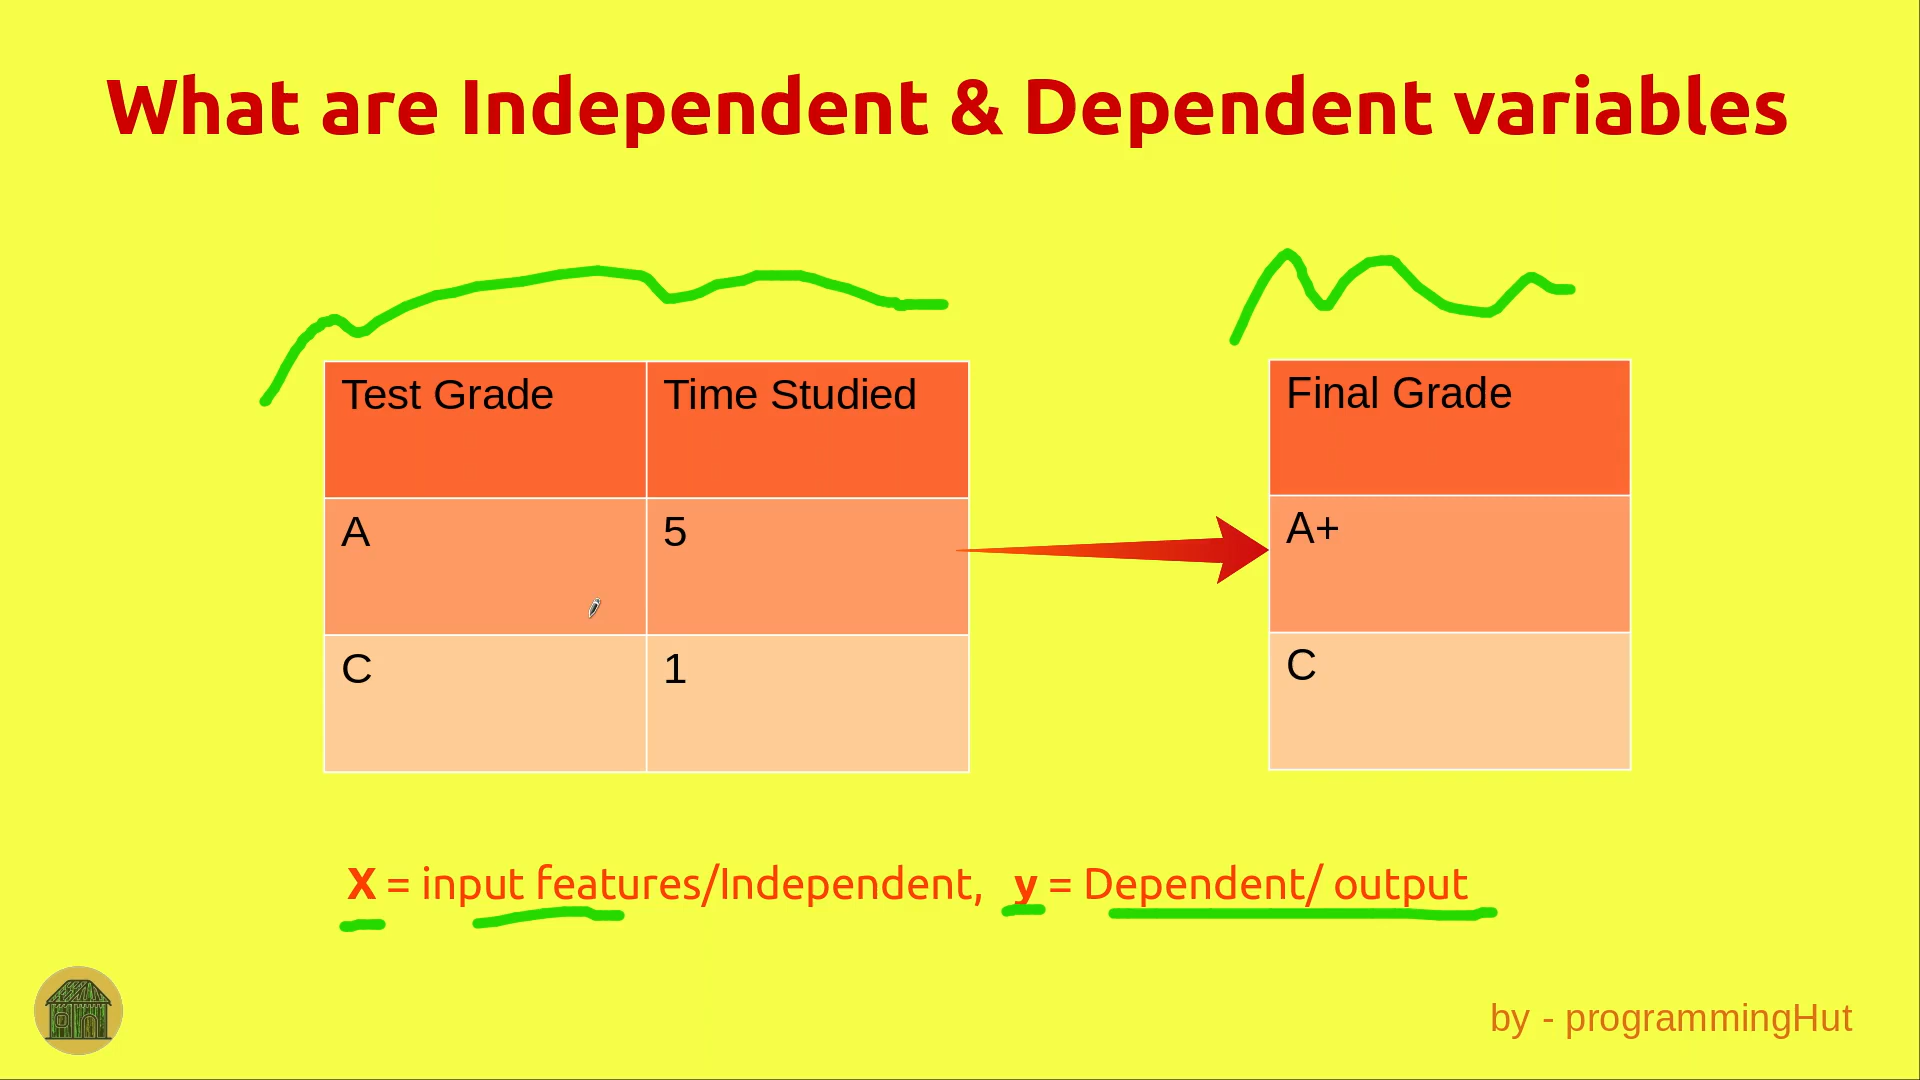 What are Independent & Dependent variables
Test Grade Time Studied Final Grade
A 5 A+
C 1 C
X = input features/Independent, y = Dependent/ output
by - programmingHut